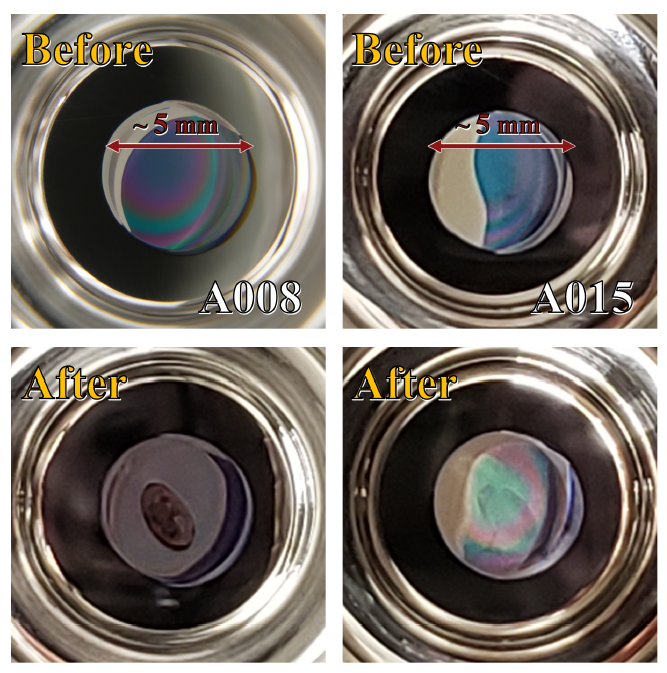 Before
~ 5 mm
A008
Before
~ 5 mm
A015
After
After